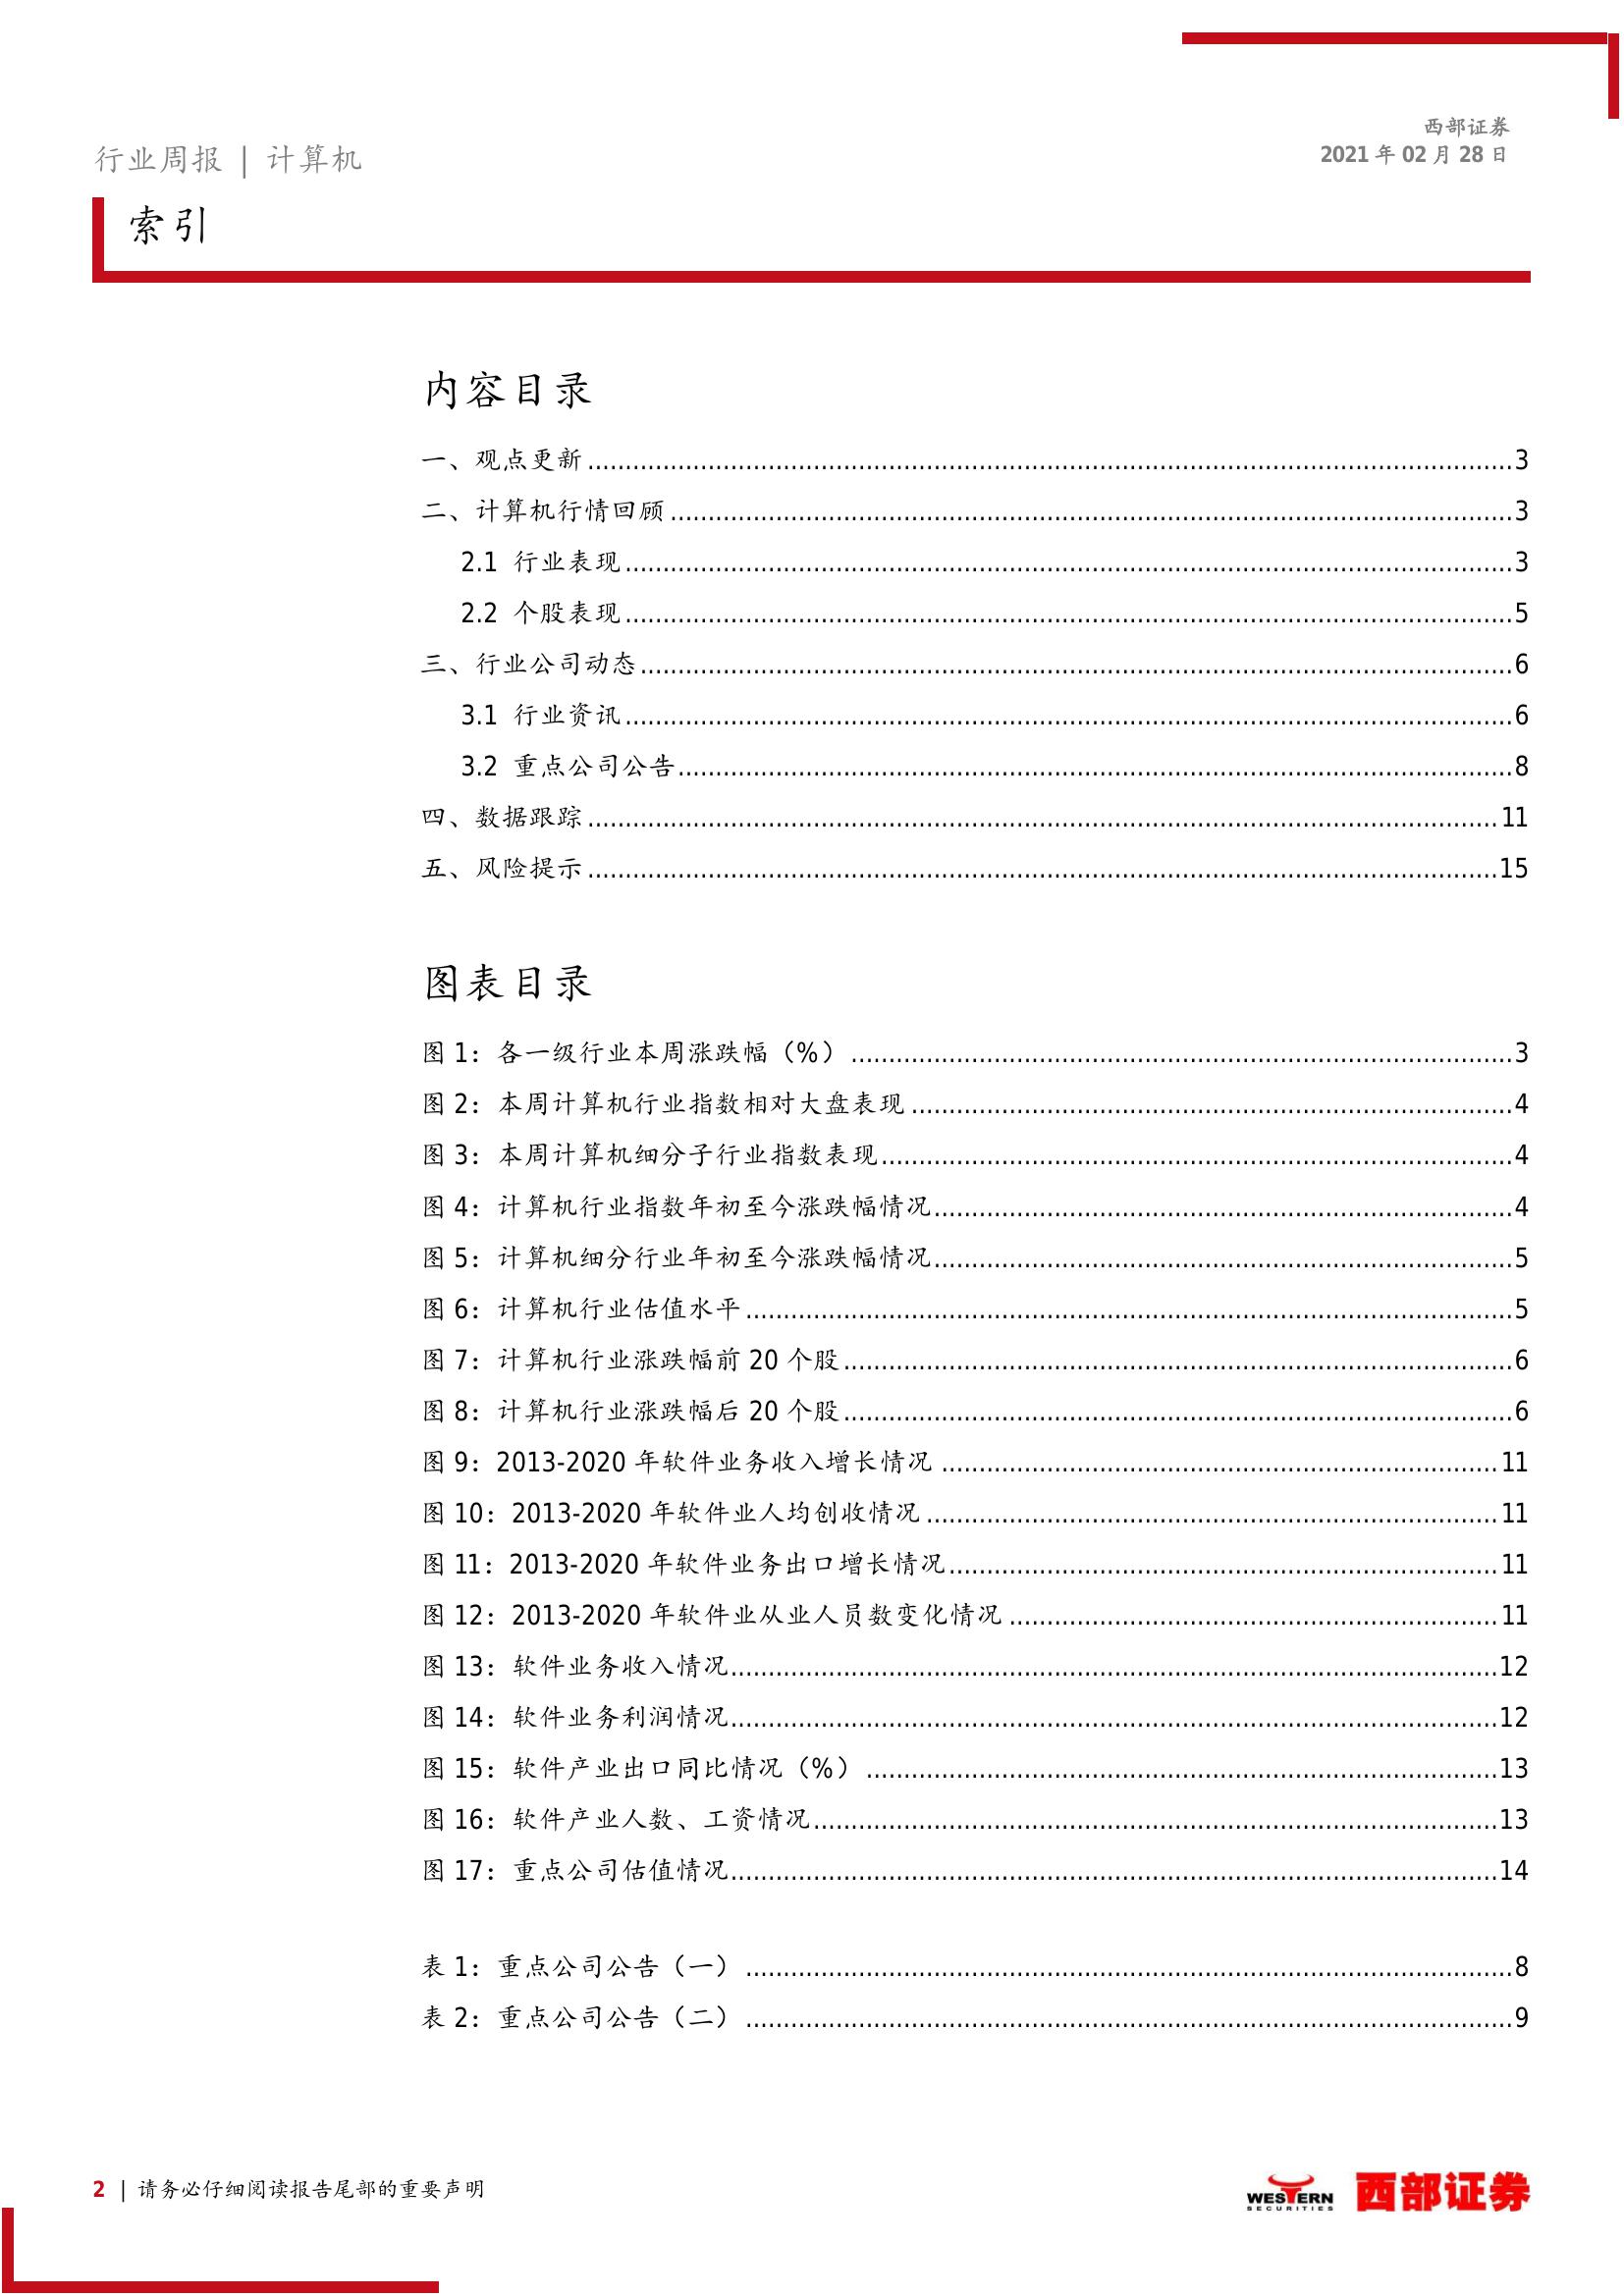 西部证券
行业周报 | 计算机
2021 年 02 月 28 日
索引
内容目录
一、观点更新 ........ 3
二、计算机行情回顾 ........ 3
2.1 行业表现 ........ 3
2.2 个股表现 ........ 5
三、行业公司动态 ........ 6
3.1 行业资讯 ........ 6
3.2 重点公司公告 ........ 8
四、数据跟踪 ........ 11
五、风险提示 ........ 15
图表目录
图 1：各一级行业本周涨跌幅（%） ........ 3
图 2：本周计算机行业指数相对大盘表现 ........ 4
图 3：本周计算机细分子行业指数表现 ........ 4
图 4：计算机行业指数年初至今涨跌幅情况 ........ 4
图 5：计算机细分行业年初至今涨跌幅情况 ........ 5
图 6：计算机行业估值水平 ........ 5
图 7：计算机行业涨跌幅前 20 个股 ........ 6
图 8：计算机行业涨跌幅后 20 个股 ........ 6
图 9：2013-2020 年软件业务收入增长情况 ........ 11
图 10：2013-2020 年软件业人均创收情况 ........ 11
图 11：2013-2020 年软件业务出口增长情况 ........ 11
图 12：2013-2020 年软件业从业人员数变化情况 ........ 11
图 13：软件业务收入情况 ........ 12
图 14：软件业务利润情况 ........ 12
图 15：软件产业出口同比情况（%） ........ 13
图 16：软件产业人数、工资情况 ........ 13
图 17：重点公司估值情况 ........ 14
表 1：重点公司公告（一） ........ 8
表 2：重点公司公告（二） ........ 9
2 | 请务必仔细阅读报告尾部的重要声明
WESTERN
SECURITIES
西部证券